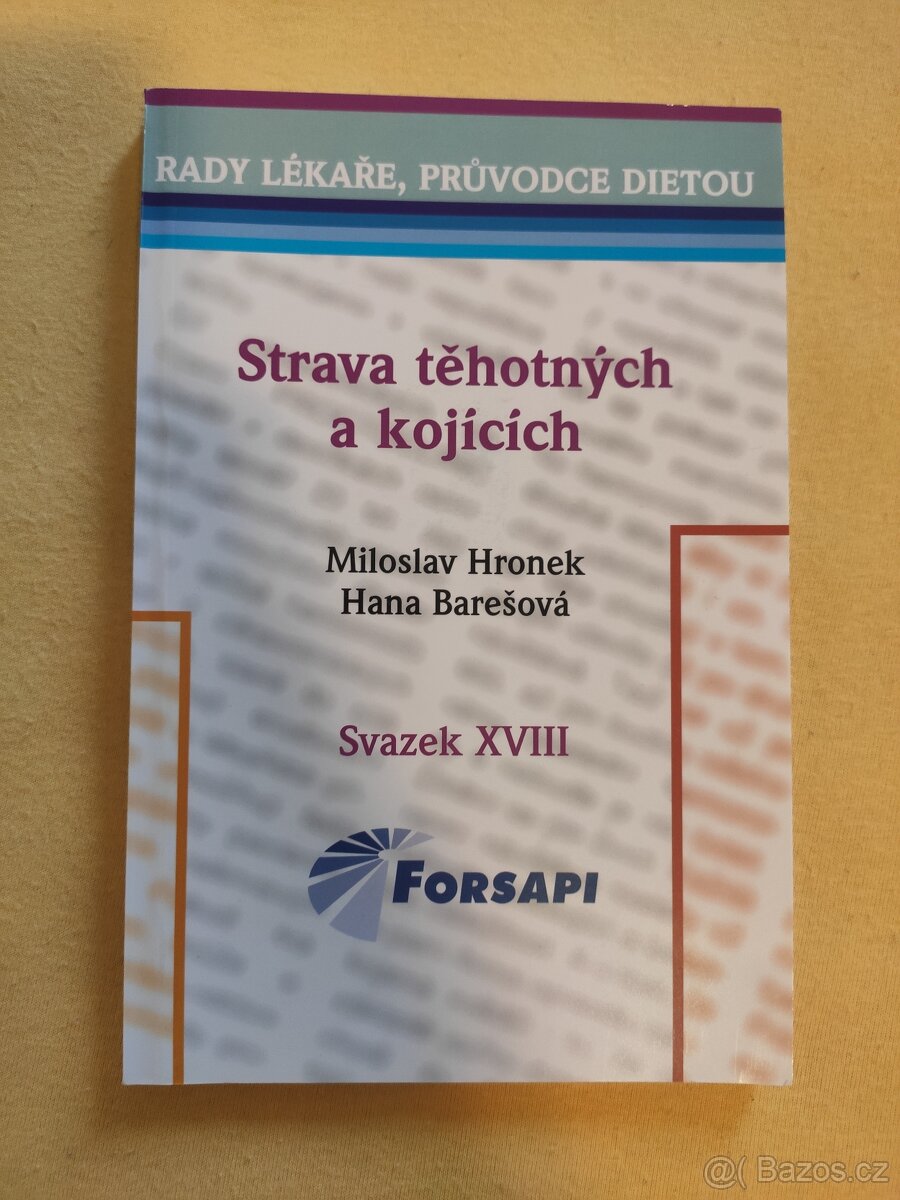 RADY LÉKAŘE, PRŮVODCE DIETOU
Strava těhotných
a kojících
Miloslav Hronek
Hana Barešová
Svazek XVIII
FORSAPI
@( Bazos.cz